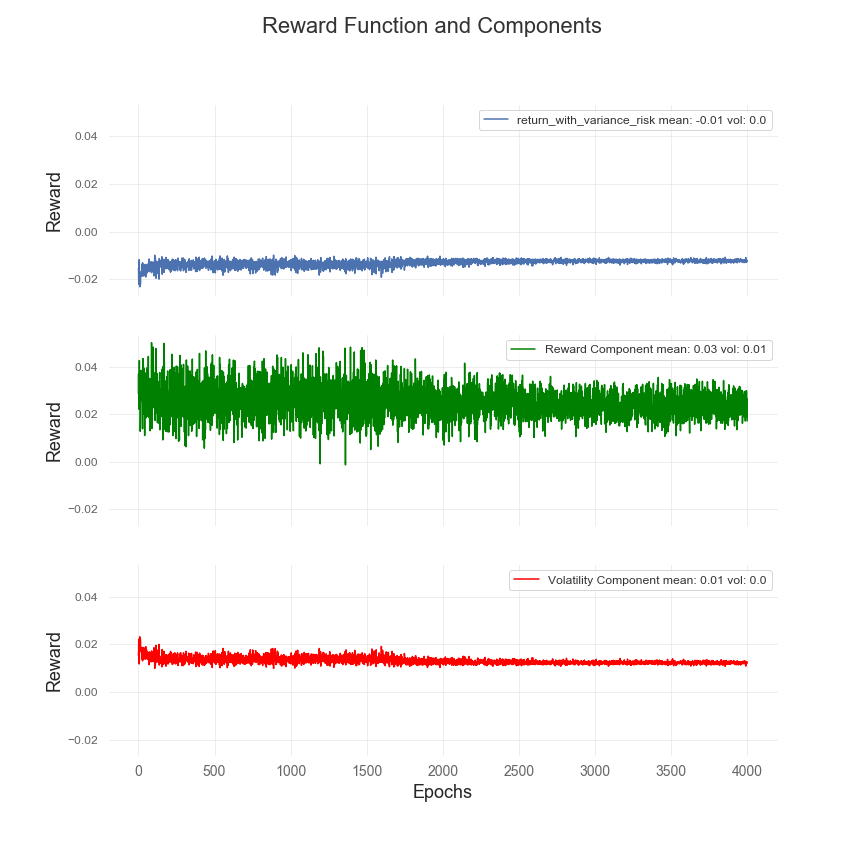 Reward Function and Components
return_with_variance_risk mean: -0.01 vol: 0.0
Reward
0.04
0.02
0.00
−0.02
Reward Component mean: 0.03 vol: 0.01
Reward
0.04
0.02
0.00
−0.02
Volatility Component mean: 0.01 vol: 0.0
Reward
0.04
0.02
0.00
−0.02
0 500 1000 1500 2000 2500 3000 3500 4000
Epochs